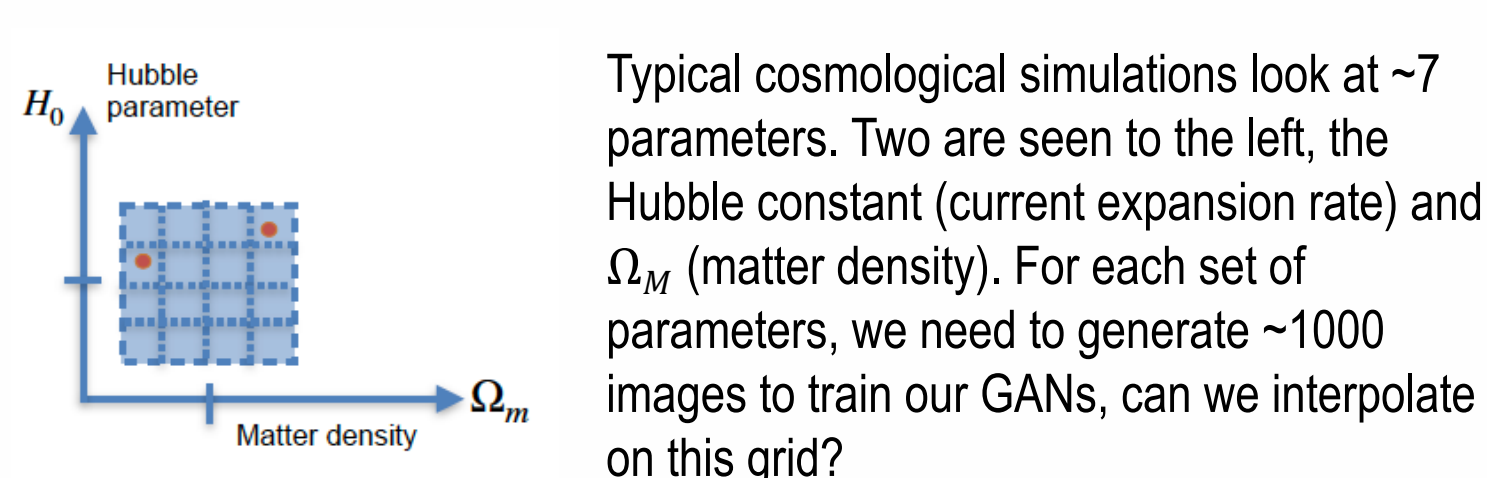 Hubble
parameter
H₀
Ωₘ
Matter density
Typical cosmological simulations look at ~7
parameters. Two are seen to the left, the
Hubble constant (current expansion rate) and
Ω_M (matter density). For each set of
parameters, we need to generate ~1000
images to train our GANs, can we interpolate
on this grid?